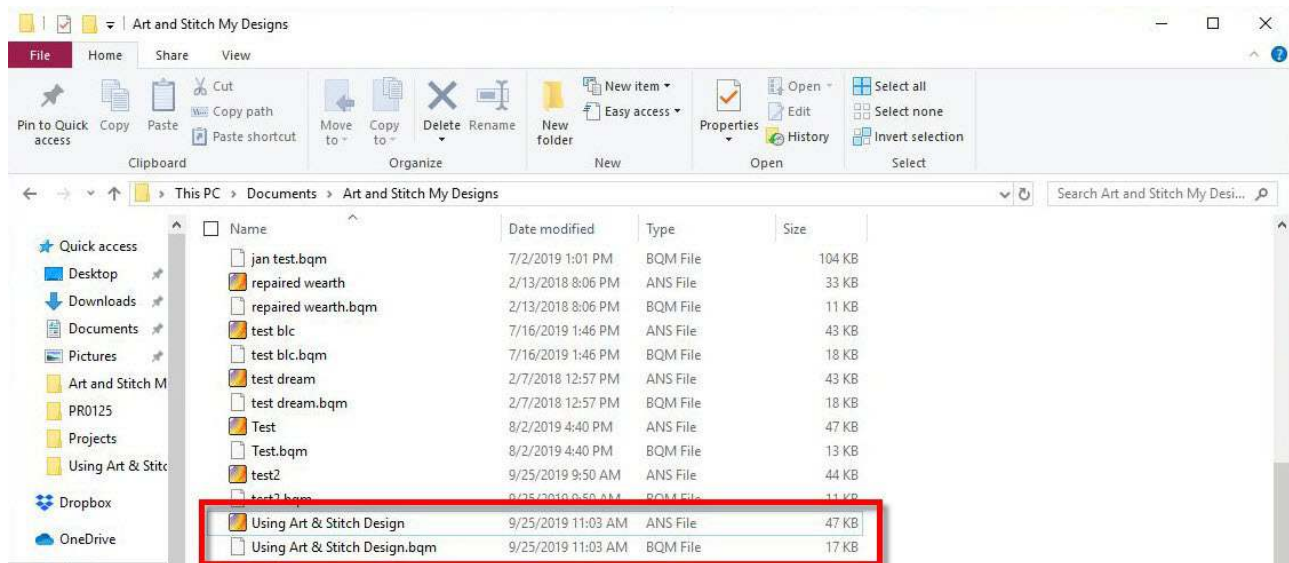 Art and Stitch My Designs
File Home Share View
Pin to Quick access
Copy
Paste
Cut
Copy path
Paste shortcut
Clipboard
Move to
Copy to
Delete
Rename
Organize
New folder
New item
Easy access
New
Properties
Open
Edit
History
Open
Select all
Select none
Invert selection
Select
This PC > Documents > Art and Stitch My Designs
Search Art and Stitch My Desi...
Quick access
Desktop
Downloads
Documents
Pictures
Art and Stitch M
PR0125
Projects
Using Art & Stitc
Dropbox
OneDrive
Name Date modified Type Size
jan test.bqm 7/2/2019 1:01 PM BQM File 104 KB
repaired wearth 2/13/2018 8:06 PM ANS File 33 KB
repaired wearth.bqm 2/13/2018 8:06 PM BQM File 11 KB
test blc 7/16/2019 1:46 PM ANS File 43 KB
test blc.bqm 7/16/2019 1:46 PM BQM File 18 KB
test dream 2/7/2018 12:57 PM ANS File 43 KB
test dream.bqm 2/7/2018 12:57 PM BQM File 18 KB
Test 8/2/2019 4:40 PM ANS File 47 KB
Test.bqm 8/2/2019 4:40 PM BQM File 13 KB
test2 9/25/2019 9:50 AM ANS File 44 KB
test2.bqm 9/25/2019 9:50 AM BQM File 11 KB
Using Art & Stitch Design 9/25/2019 11:03 AM ANS File 47 KB
Using Art & Stitch Design.bqm 9/25/2019 11:03 AM BQM File 17 KB